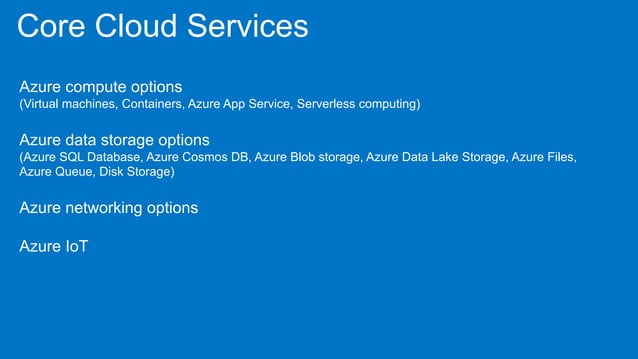 Core Cloud Services
Azure compute options
(Virtual machines, Containers, Azure App Service, Serverless computing)
Azure data storage options
(Azure SQL Database, Azure Cosmos DB, Azure Blob storage, Azure Data Lake Storage, Azure Files,
Azure Queue, Disk Storage)
Azure networking options
Azure IoT